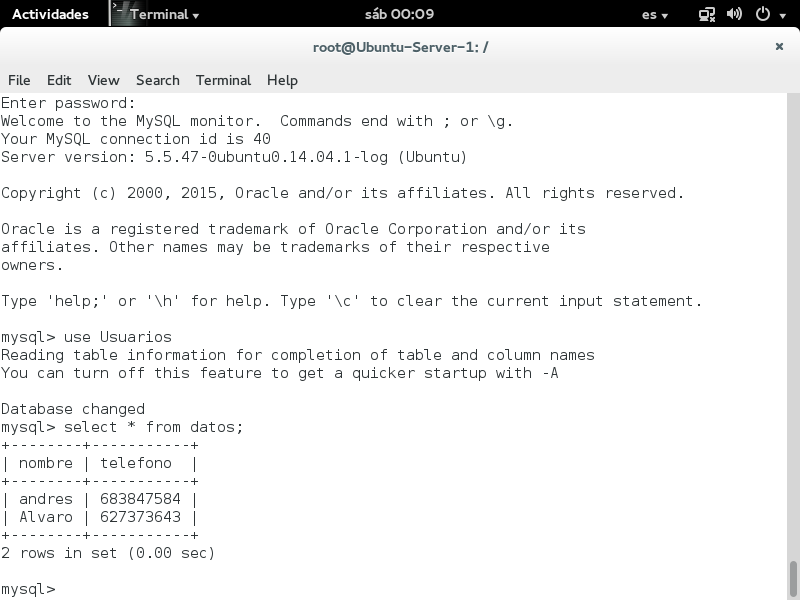 Actividades Terminal sáb 00:09 es
root@Ubuntu-Server-1: /
File Edit View Search Terminal Help
Enter password:
Welcome to the MySQL monitor.  Commands end with ; or \g.
Your MySQL connection id is 40
Server version: 5.5.47-0ubuntu0.14.04.1-log (Ubuntu)

Copyright (c) 2000, 2015, Oracle and/or its affiliates. All rights reserved.

Oracle is a registered trademark of Oracle Corporation and/or its
affiliates. Other names may be trademarks of their respective
owners.

Type 'help;' or '\h' for help. Type '\c' to clear the current input statement.

mysql> use Usuarios
Reading table information for completion of table and column names
You can turn off this feature to get a quicker startup with -A

Database changed
mysql> select * from datos;
+--------+-----------+
| nombre | telefono  |
+--------+-----------+
| andres | 683847584 |
| Alvaro | 627373643 |
+--------+-----------+
2 rows in set (0.00 sec)

mysql>